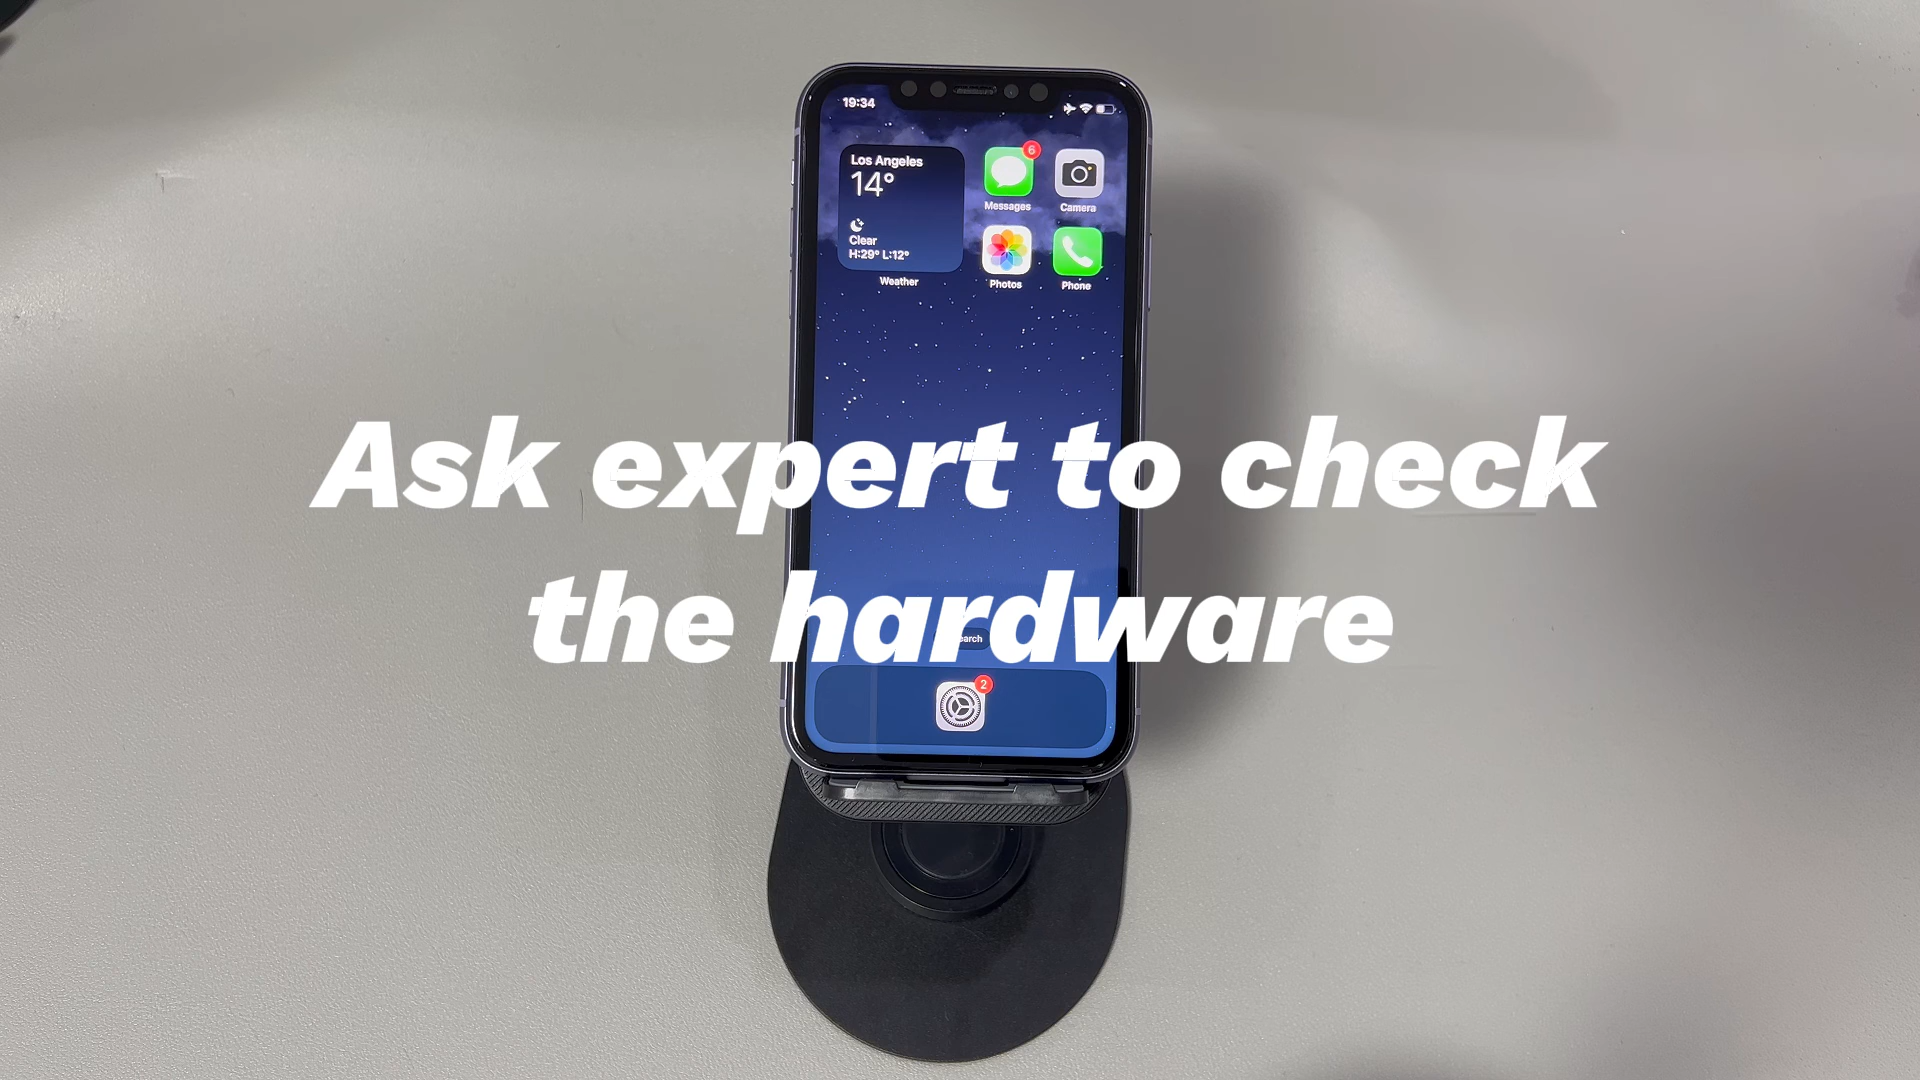 19:34
Los Angeles
14°
Clear
H:29° L:12°
Weather
6
Messages
Camera
Photos
Phone
Ask expert to check
the hardware
2